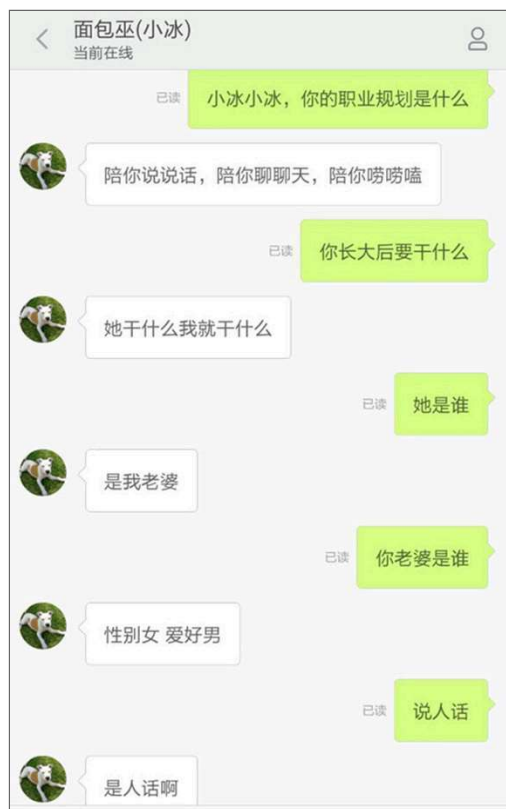 面包巫(小冰)
当前在线
已读
小冰小冰，你的职业规划是什么
陪你说说话，陪你聊聊天，陪你唠唠嗑
已读
你长大后要干什么
她干什么我就干什么
已读
她是谁
是我老婆
已读
你老婆是谁
性别女 爱好男
已读
说人话
是人话啊